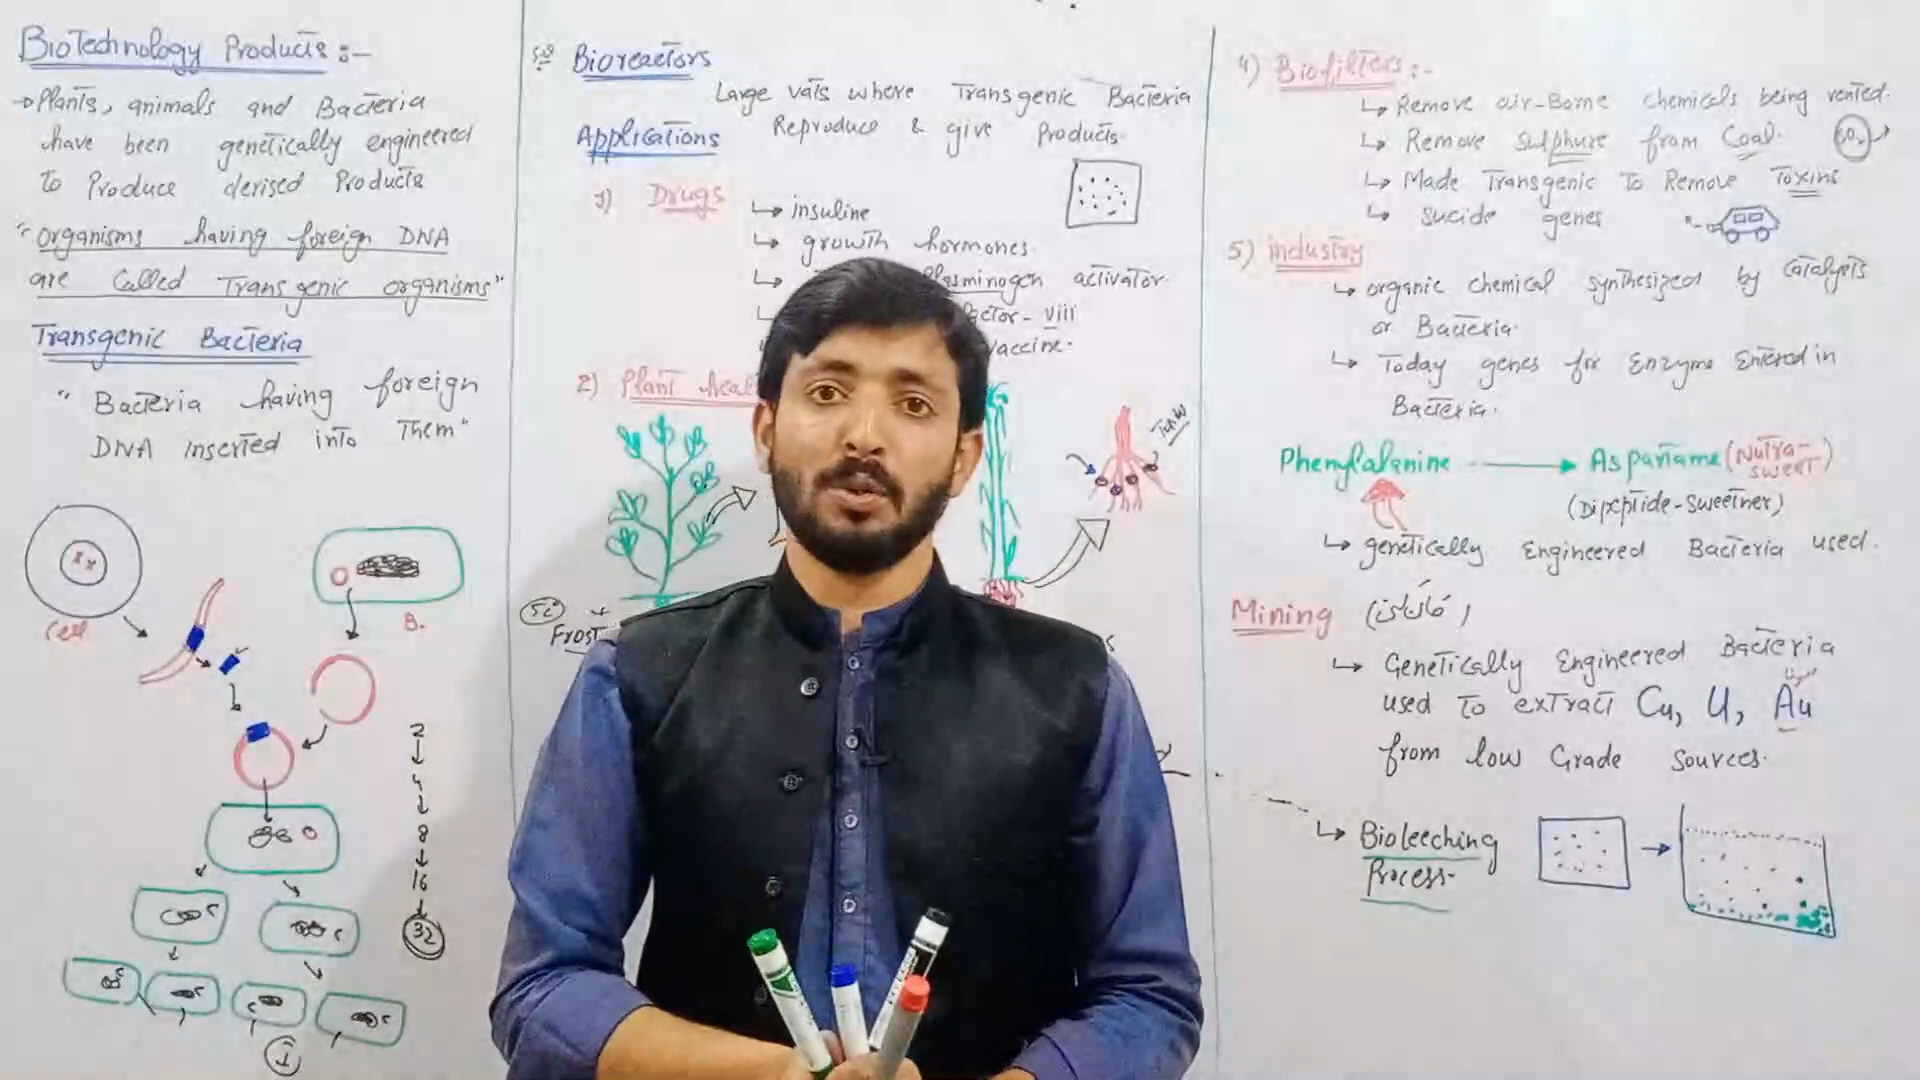 BioTechnology Products:-
→Plants, animals and Bacteria
have been genetically engineered
To Produce derised Products
"organisms having foreign DNA
are called Transgenic organisms"
Transgenic Bacteria
"Bacteria having foreign
DNA inserted into Them"
Cell
B.
2
↓
4
↓
8
↓
16
↓
32
1
Bioreactors
Large vats where Transgenic Bacteria
Reproduce & give Products.
Applications
1) Drugs
↳ insuline
↳ growth hormones.
plasminogen activator.
factor-viii
vaccine.
2) Plant heal
5c°
Frost
4) Biofilters:-
↳ Remove air-Borne chemicals being vented.
↳ Remove sulphure from Coal. SO₂
↳ Made Transgenic To Remove Toxins
↳ sucide genes
5) industry
↳ organic chemical synthesized by Catalysts
or Bacteria.
↳ Today genes for Enzyme Entered in
Bacteria.
Phenylalanine → Aspartame (Nutra-
sweet)
(Dipeptide-sweetner)
↳ genetically Engineered Bacteria used.
Mining
↳ Genetically Engineered Bacteria
used To extract Cu, U, Au
from low Grade sources.
↳ Bioleeching
Process-